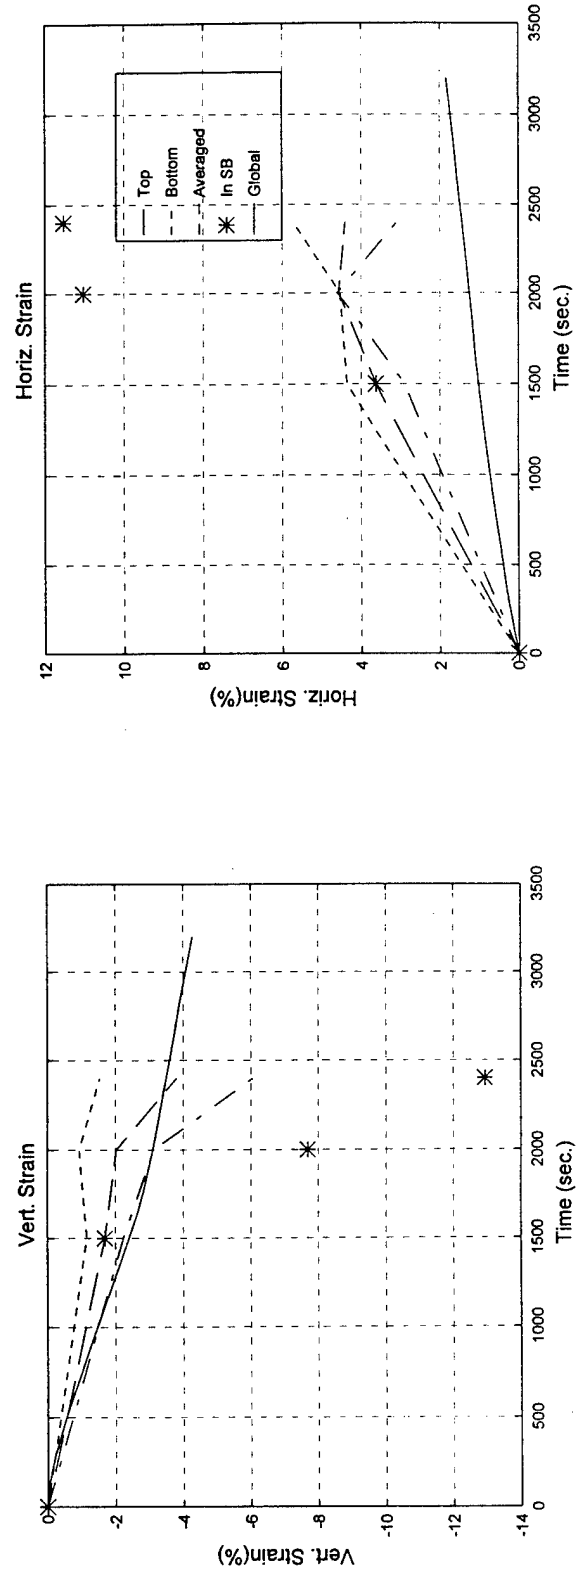 Vert. Strain
0
-2
-4
-6
-8
-10
-12
-14
Vert. Strain(%)
0
500
1000
1500
2000
2500
3000
3500
Time (sec.)
Horiz. Strain
12
10
8
6
4
2
0
Horiz. Strain(%)
0
500
1000
1500
2000
2500
3000
3500
Time (sec.)
Top
Bottom
Averaged
In SB
Global